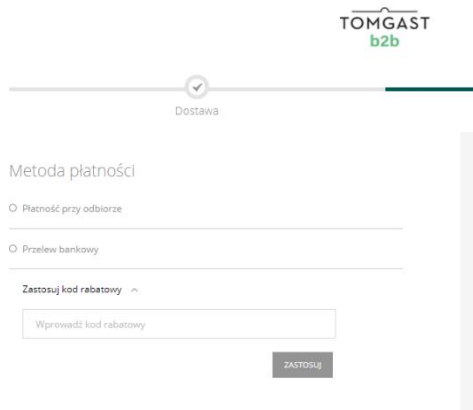 TOMGAST
b2b
Dostawa
Metoda płatności
Płatność przy odbiorze
Przelew bankowy
Zastosuj kod rabatowy
Wprowadź kod rabatowy
ZASTOSUJ